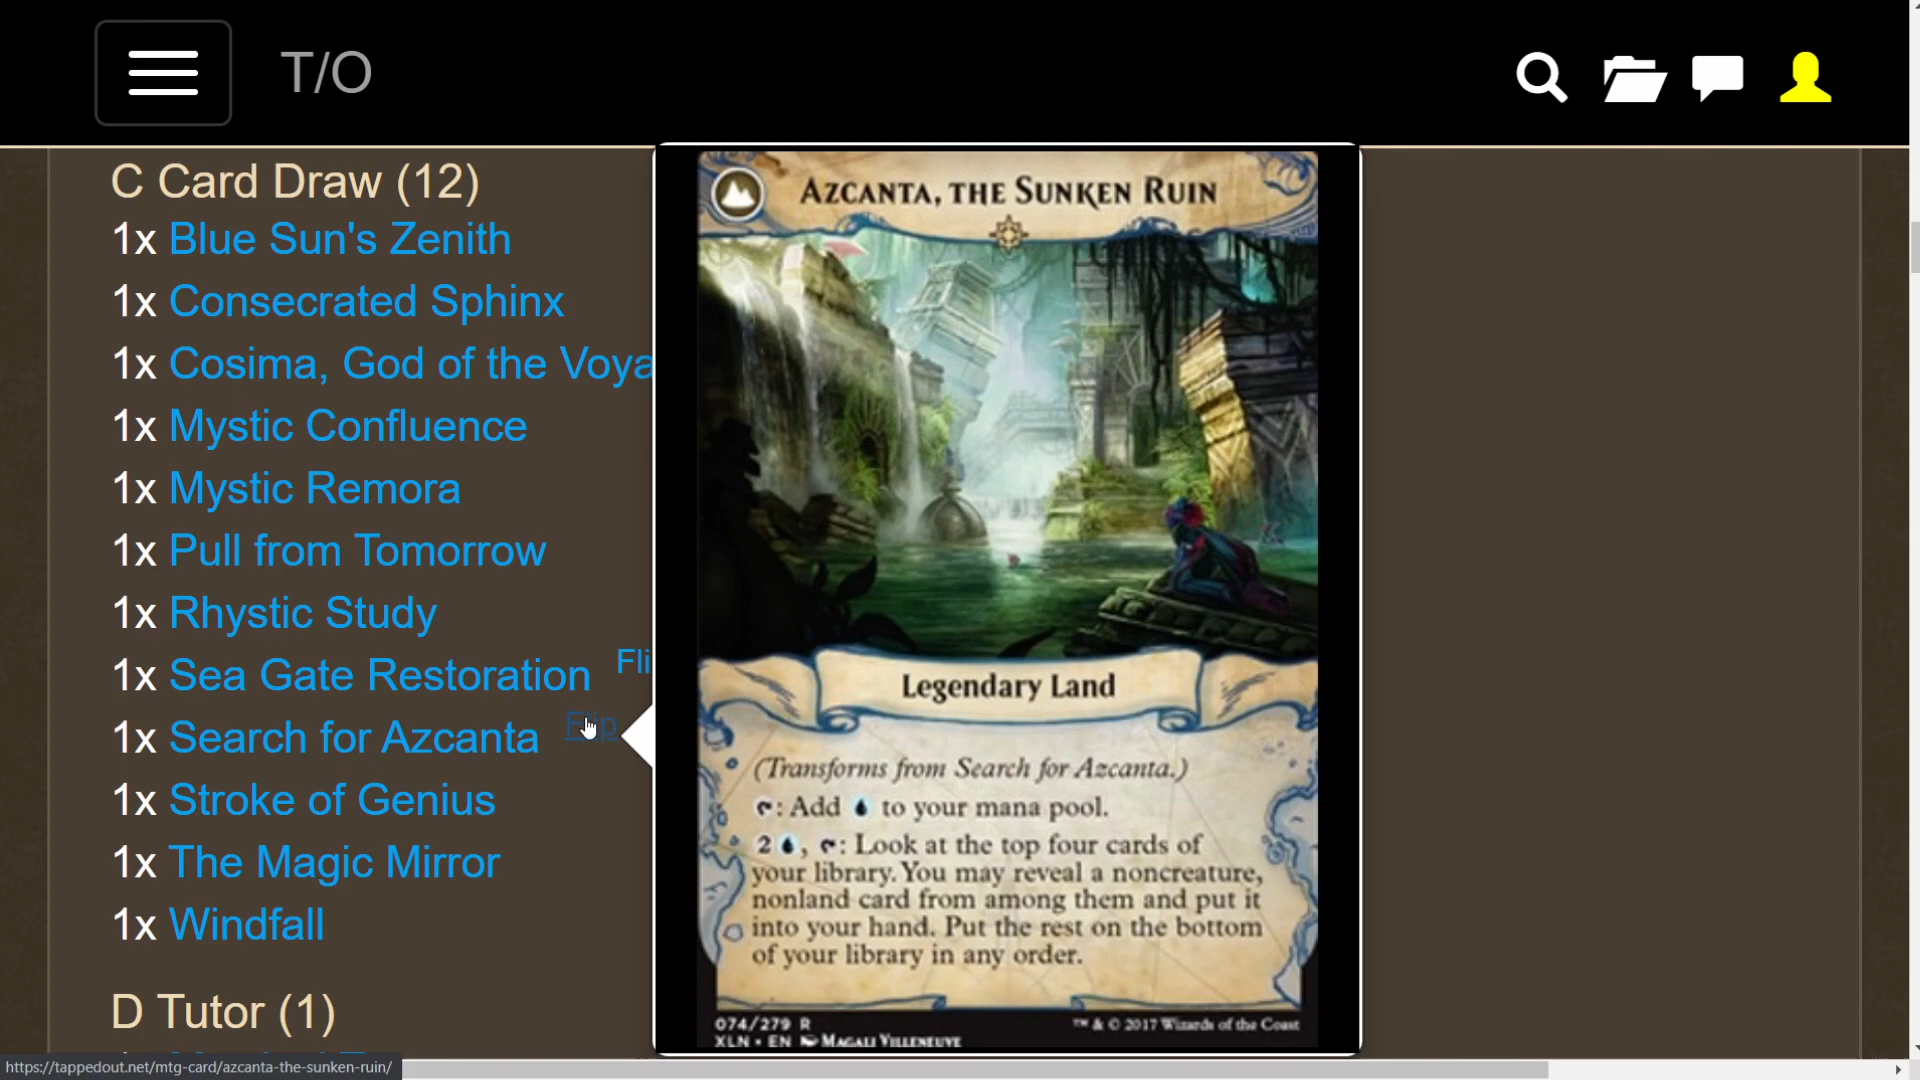 T/O
C Card Draw (12)
1x Blue Sun's Zenith
1x Consecrated Sphinx
1x Cosima, God of the Voya
1x Mystic Confluence
1x Mystic Remora
1x Pull from Tomorrow
1x Rhystic Study
1x Sea Gate Restoration Fli
1x Search for Azcanta Flip
1x Stroke of Genius
1x The Magic Mirror
1x Windfall
D Tutor (1)
https://tappedout.net/mtg-card/azcanta-the-sunken-ruin/
Azcanta, the Sunken Ruin
Legendary Land
(Transforms from Search for Azcanta.)
: Add to your mana pool.
2 , : Look at the top four cards of
your library. You may reveal a noncreature,
nonland card from among them and put it
into your hand. Put the rest on the bottom
of your library in any order.
074/279 R
XLN • EN Magali Villeneuve
™ & © 2017 Wizards of the Coast